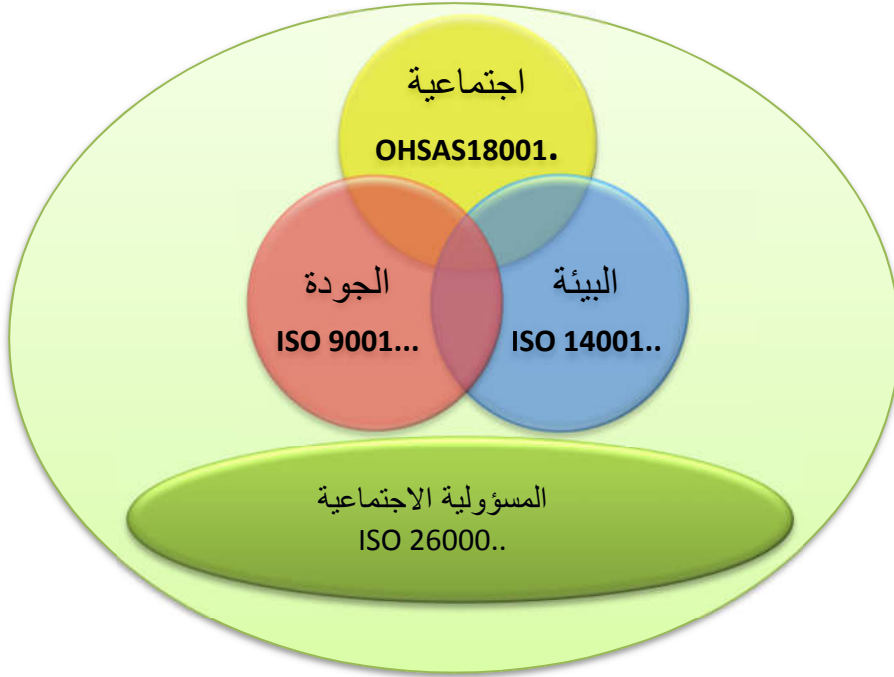 اجتماعية
OHSAS18001.
الجودة
ISO 9001...
البيئة
ISO 14001..
المسؤولية الاجتماعية
ISO 26000..